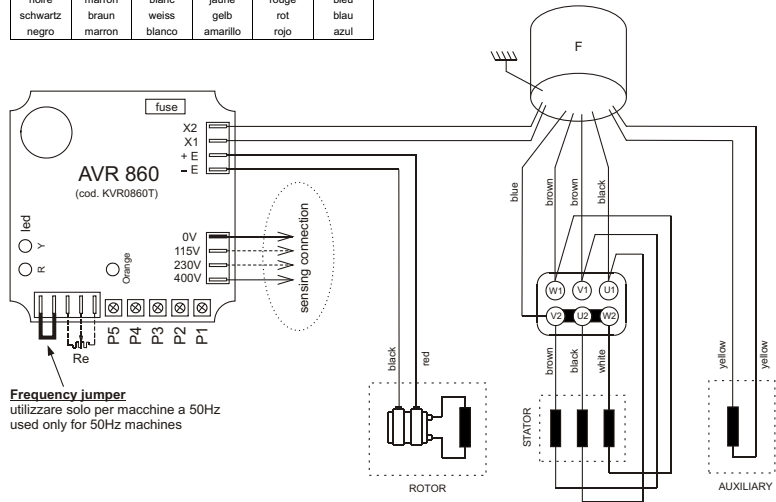 noire marron blanc jaune rouge bleu
schwartz braun weiss gelb rot blau
negro marron blanco amarillo rojo azul
F
fuse
X2
X1
+ E
– E
AVR 860
(cod. KVR0860T)
led
Y
R
Orange
0V
115V
230V
400V
sensing connection
P5 P4 P3 P2 P1
Re
Frequency jumper
utilizzare solo per macchine a 50Hz
used only for 50Hz machines
black
red
ROTOR
blue
brown
brown
black
W1 V1 U1
V2 U2 W2
brown
black
white
STATOR
yellow
yellow
AUXILIARY